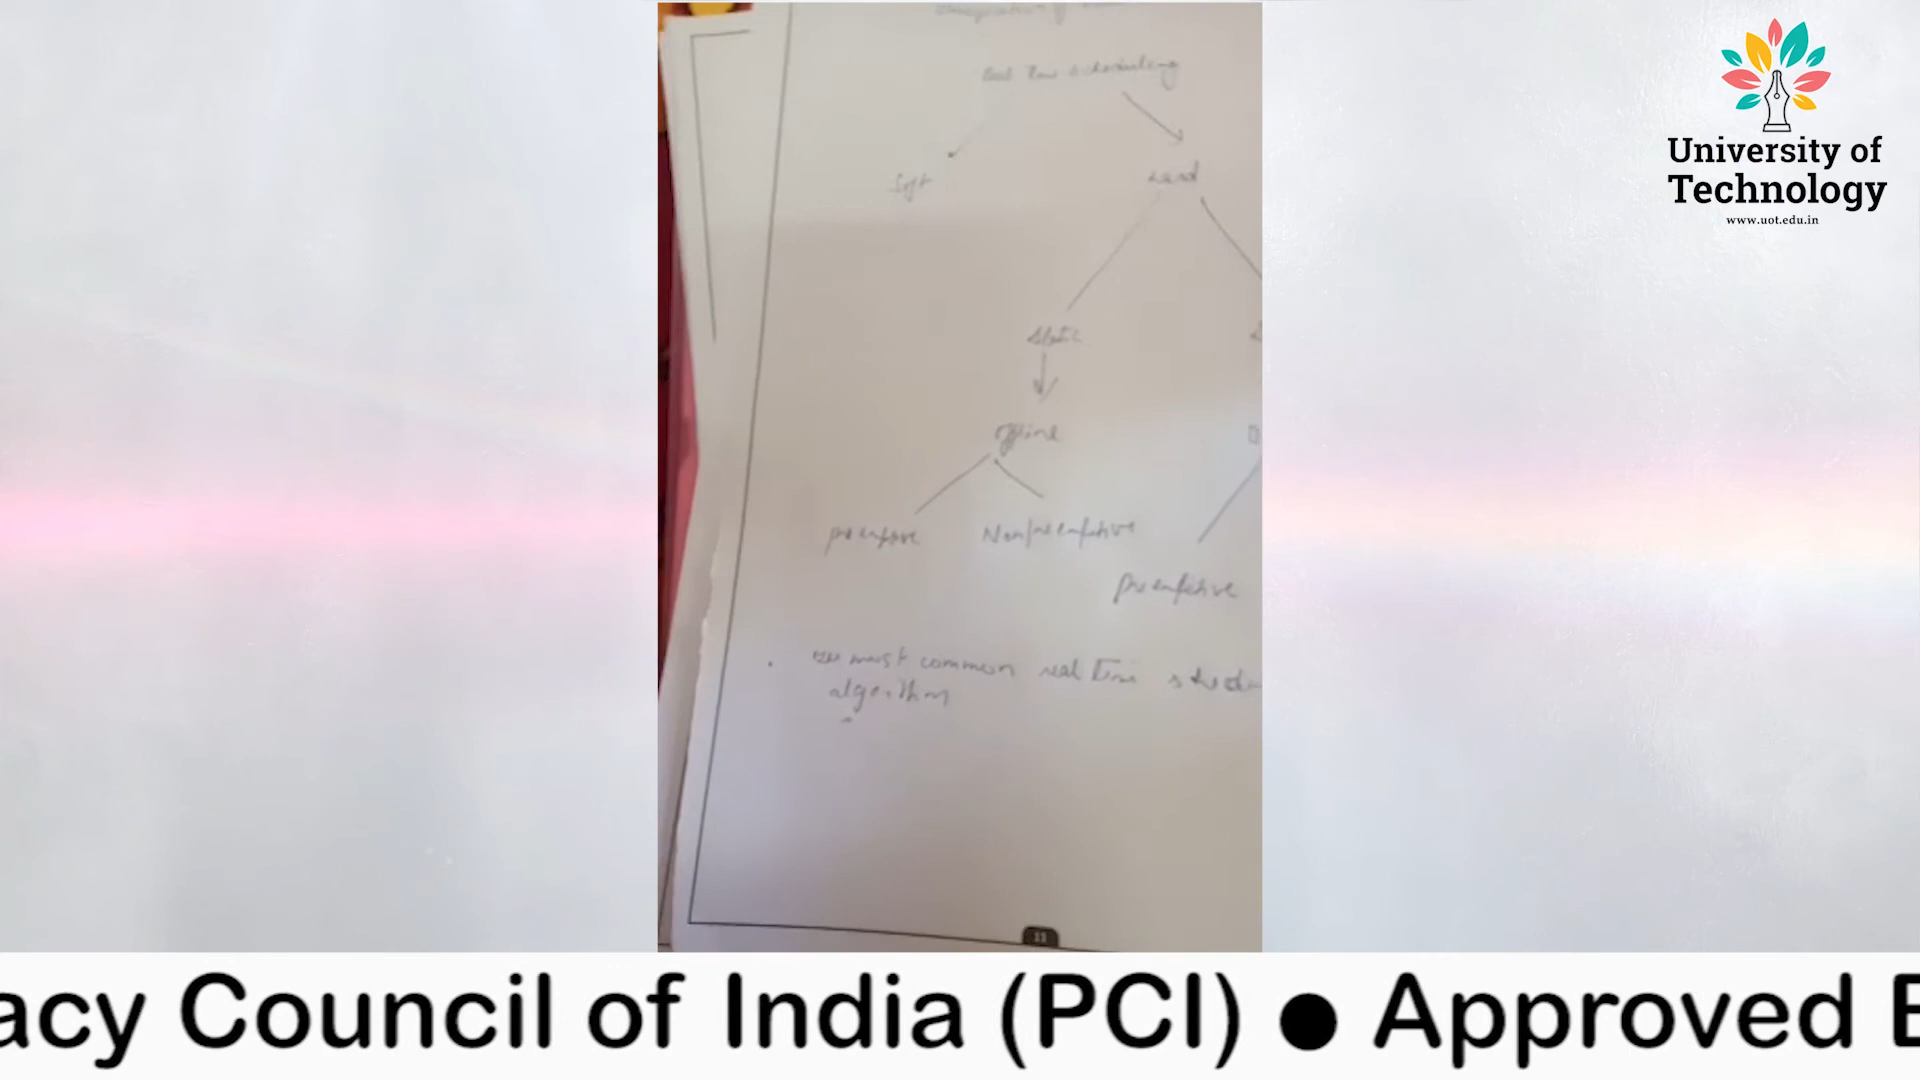 University of
Technology
www.uot.edu.in
Real Time scheduling
Soft
Hard
Static
offline
Nonpreemptive
Preemptive
most common real Time
algorithm
11
acy Council of India (PCI) ● Approved